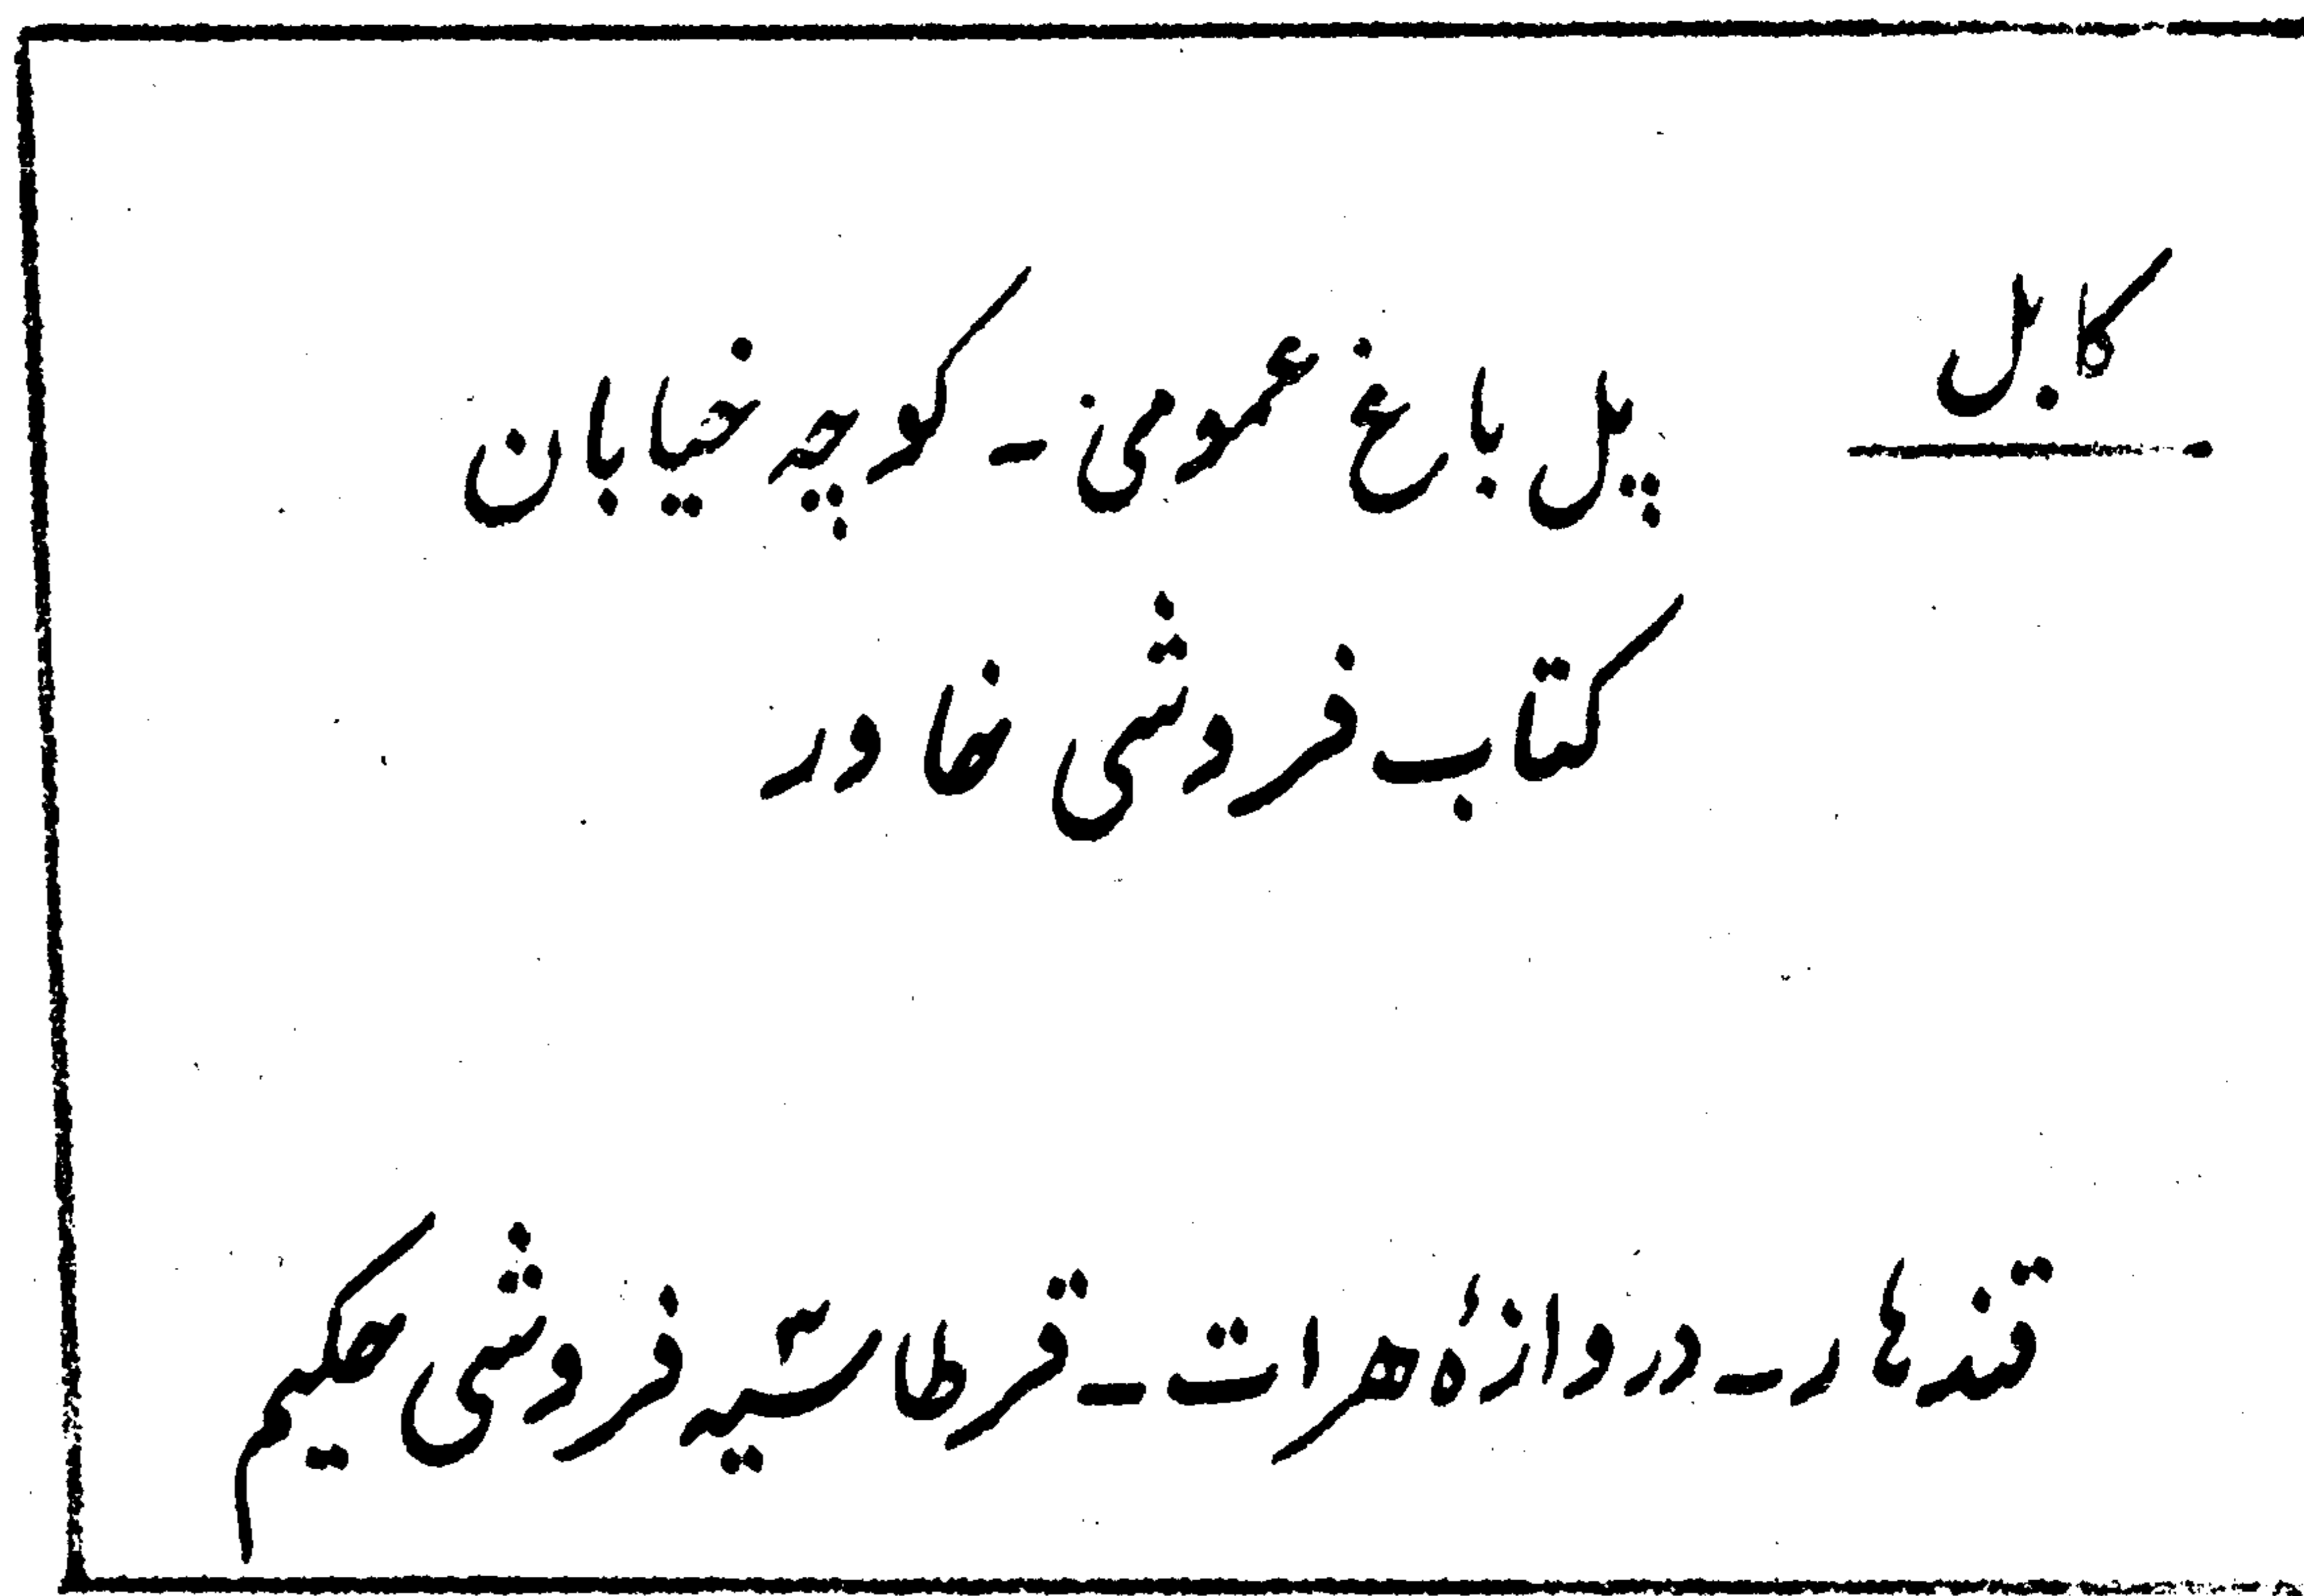 کابل
پل باغ عمومی - کوچه خیابان
کتاب فروشی خاور
قندهار - دروازهٔ هرات - قرطاسیه فروشی حکیم